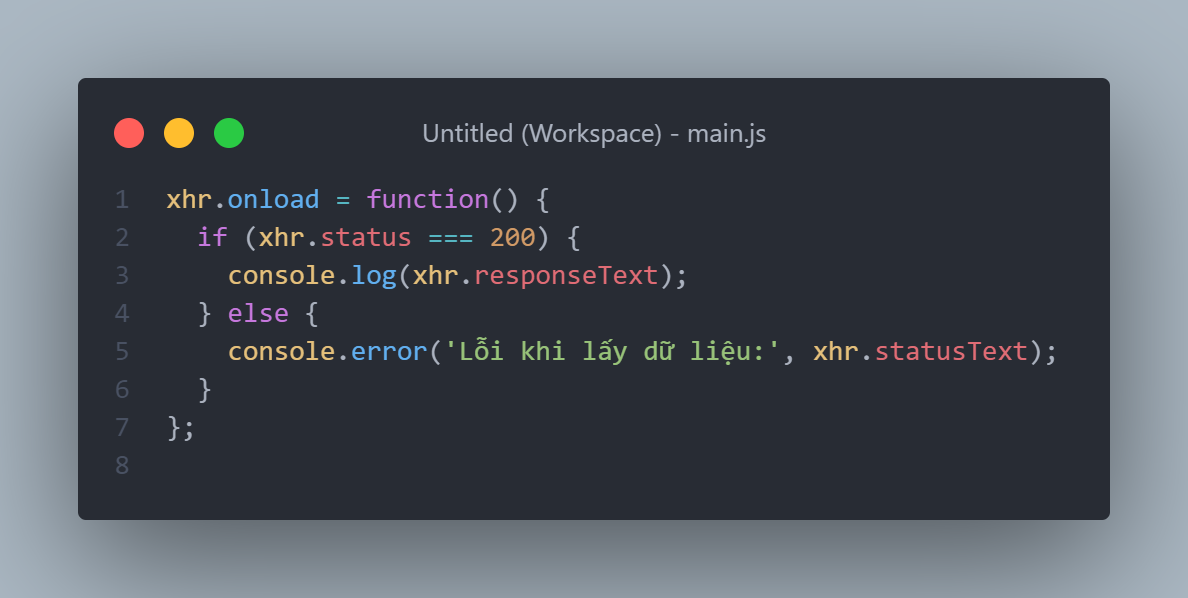 Untitled (Workspace) - main.js
1 xhr.onload = function() {
2   if (xhr.status === 200) {
3     console.log(xhr.responseText);
4   } else {
5     console.error('Lỗi khi lấy dữ liệu:', xhr.statusText);
6   }
7 };
8